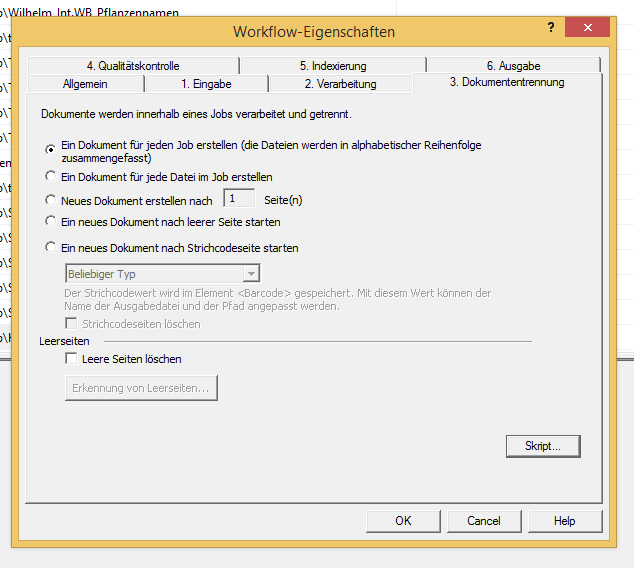 o\Wilhelm_Int.WB_Pflanzennamen
Workflow-Eigenschaften
?
4. Qualitätskontrolle
5. Indexierung
6. Ausgabe
Allgemein
1. Eingabe
2. Verarbeitung
3. Dokumententrennung
Dokumente werden innerhalb eines Jobs verarbeitet und getrennt.
Ein Dokument für jeden Job erstellen (die Dateien werden in alphabetischer Reihenfolge
zusammengefasst)
Ein Dokument für jede Datei im Job erstellen
Neues Dokument erstellen nach 1 Seite(n)
Ein neues Dokument nach leerer Seite starten
Ein neues Dokument nach Strichcodeseite starten
Beliebiger Typ
Der Strichcodewert wird im Element <Barcode> gespeichert. Mit diesem Wert können der
Name der Ausgabedatei und der Pfad angepasst werden.
Strichcodeseiten löschen
Leerseiten
Leere Seiten löschen
Erkennung von Leerseiten...
Skript...
OK
Cancel
Help